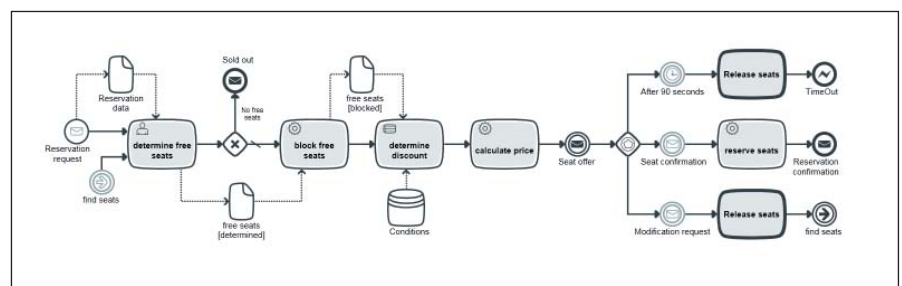 Sold out
Reservation
data
free seats
[blocked]
No free
seats
After 90 seconds
Release seats
TimeOut
Reservation
request
determine free
seats
block free
seats
determine
discount
calculate price
Seat offer
Seat confirmation
reserve seats
Reservation
confirmation
find seats
free seats
[determined]
Conditions
Modification request
Release seats
find seats